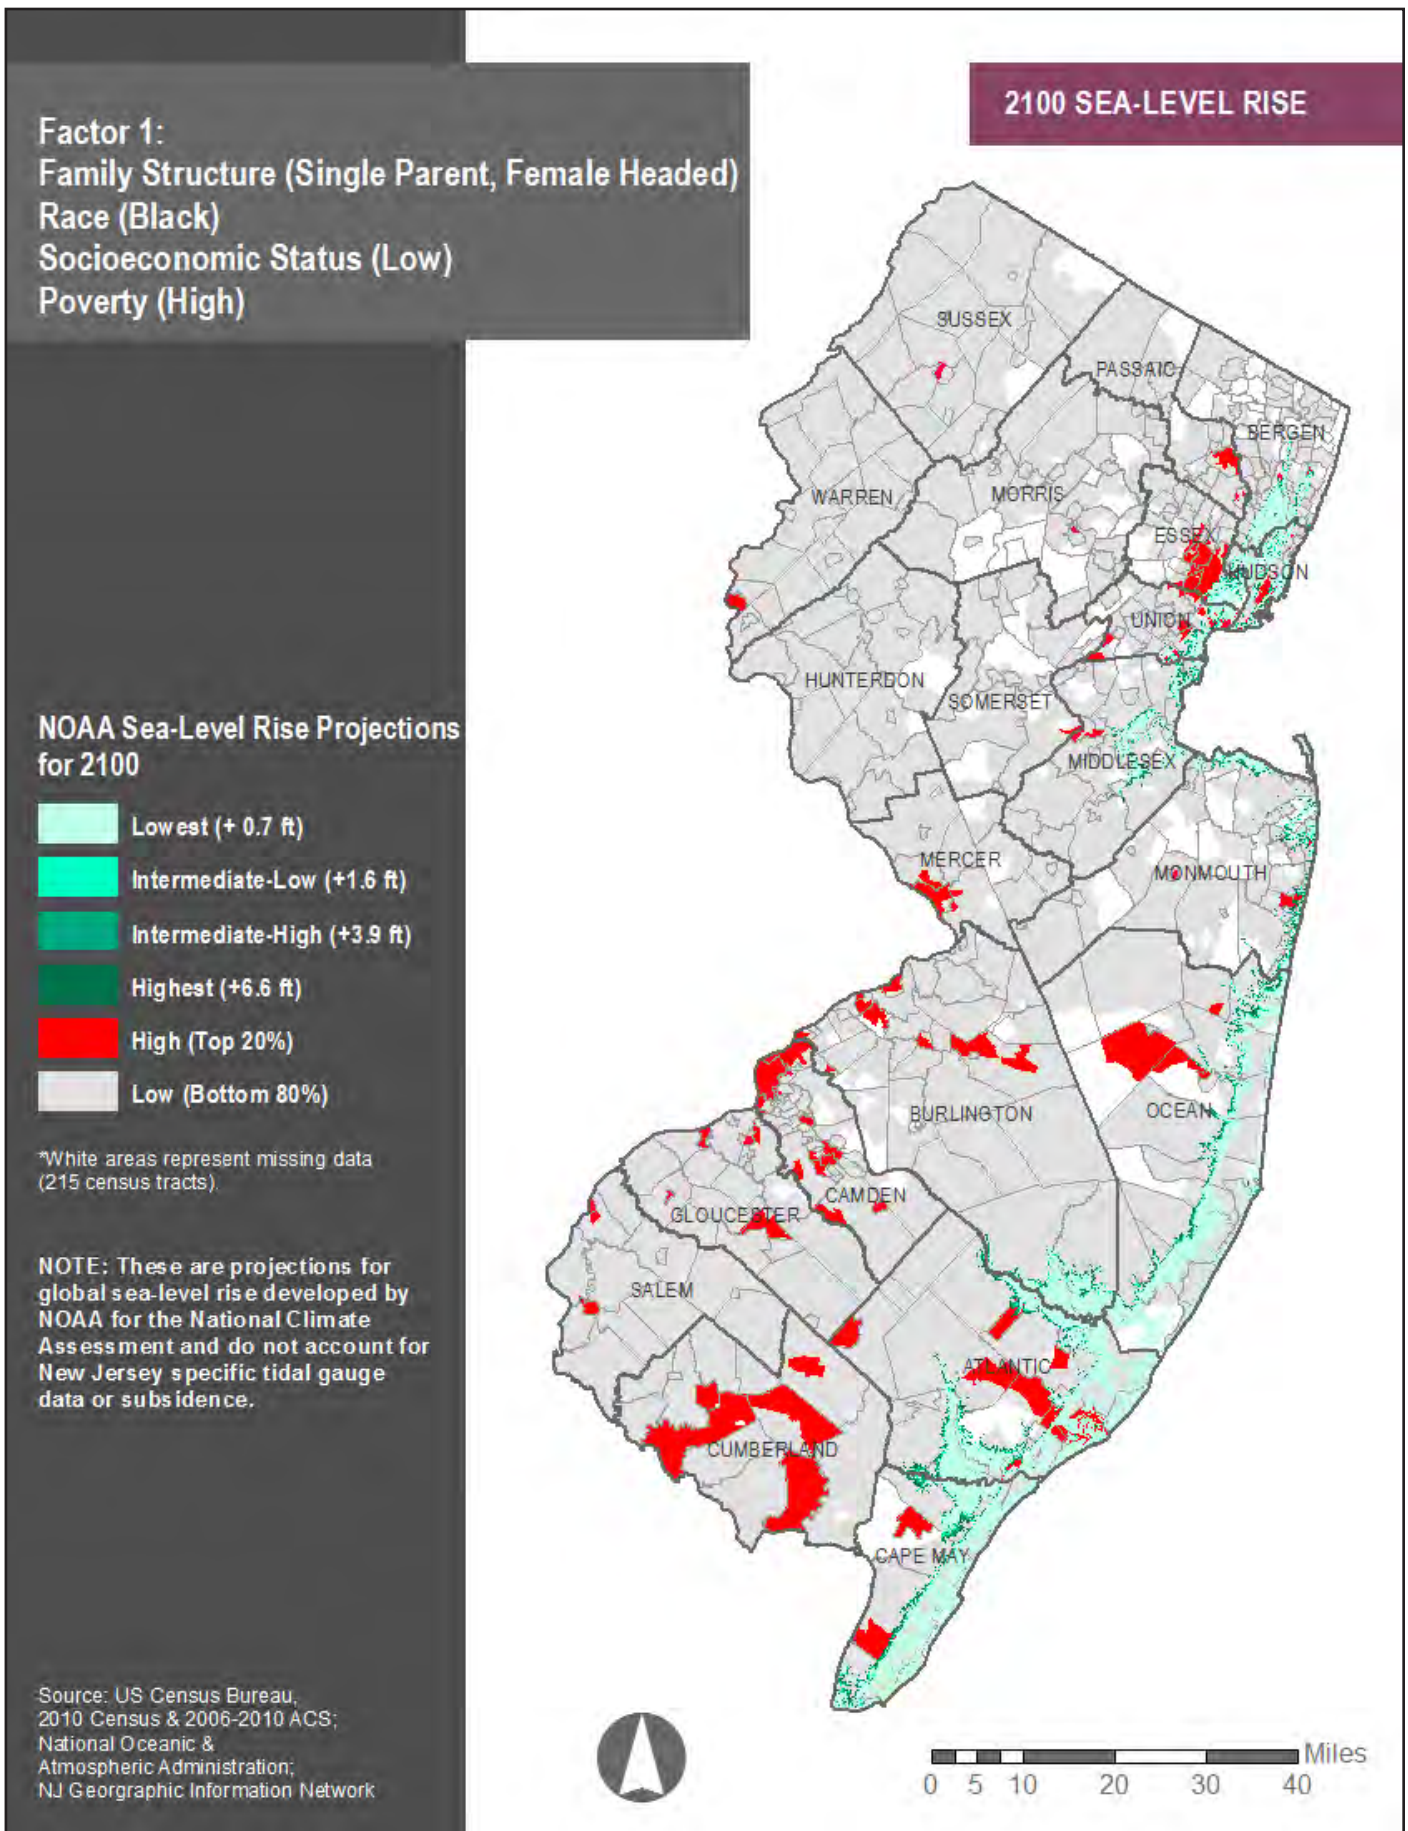 2100 SEA-LEVEL RISE
Factor 1:
Family Structure (Single Parent, Female Headed)
Race (Black)
Socioeconomic Status (Low)
Poverty (High)
SUSSEX
PASSAIC
BERGEN
WARREN
MORRIS
ESSEX
HUDSON
UNION
HUNTERDON
SOMERSET
MIDDLESEX
MERCER
MONMOUTH
OCEAN
BURLINGTON
CAMDEN
GLOUCESTER
SALEM
ATLANTIC
CUMBERLAND
CAPE MAY
NOAA Sea-Level Rise Projections
for 2100
Lowest (+ 0.7 ft)
Intermediate-Low (+1.6 ft)
Intermediate-High (+3.9 ft)
Highest (+6.6 ft)
High (Top 20%)
Low (Bottom 80%)
*White areas represent missing data
(215 census tracts).
NOTE: These are projections for
global sea-level rise developed by
NOAA for the National Climate
Assessment and do not account for
New Jersey specific tidal gauge
data or subsidence.
Source: US Census Bureau,
2010 Census & 2006-2010 ACS;
National Oceanic &
Atmospheric Administration;
NJ Georgraphic Information Network
Miles
0 5 10 20 30 40